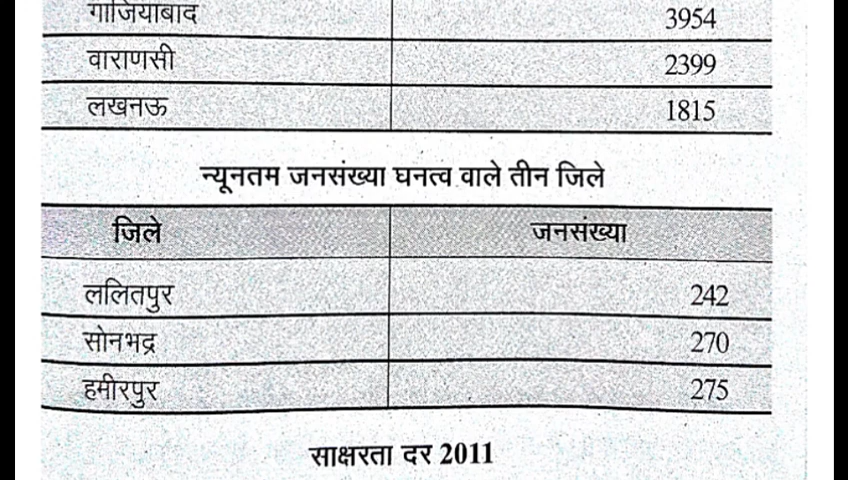 गाजियाबाद 3954
वाराणसी 2399
लखनऊ 1815
न्यूनतम जनसंख्या घनत्व वाले तीन जिले
जिले जनसंख्या
ललितपुर 242
सोनभद्र 270
हमीरपुर 275
साक्षरता दर 2011